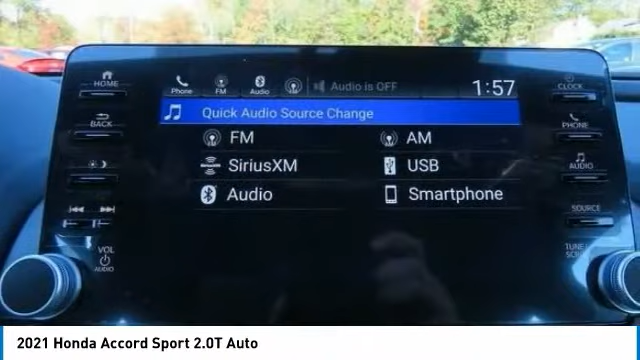 HOME
Phone FM Audio Audio is OFF 1:57
CLOCK
Quick Audio Source Change
BACK
FM AM
PHONE
SiriusXM USB
AUDIO
Audio Smartphone
SOURCE
VOL
AUDIO
TUNE/
2021 Honda Accord Sport 2.0T Auto